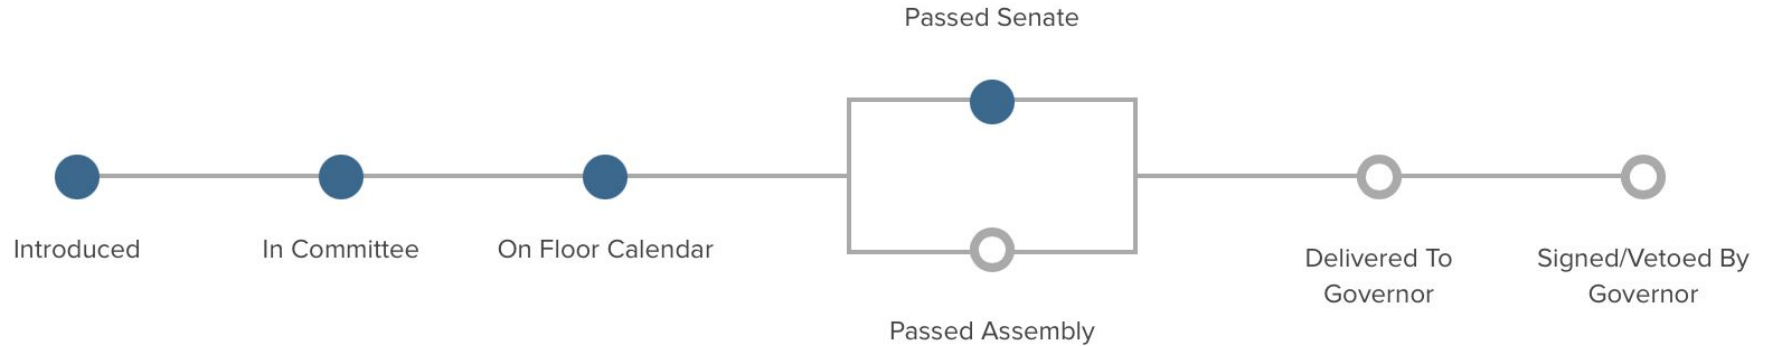 Passed Senate
Introduced
In Committee
On Floor Calendar
Passed Assembly
Delivered To
Governor
Signed/Vetoed By
Governor